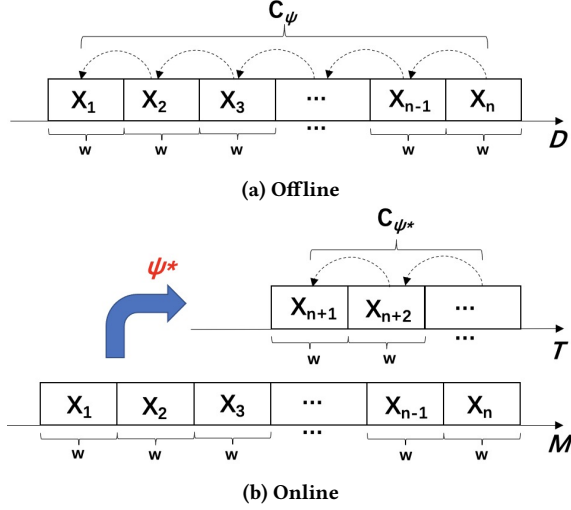 Cψ
X1 X2 X3 ... Xn-1 Xn
w w w ... w w D
(a) Offline
ψ*
Cψ*
Xn+1 Xn+2 ...
w w ... T
X1 X2 X3 ... Xn-1 Xn
w w w ... w w M
(b) Online